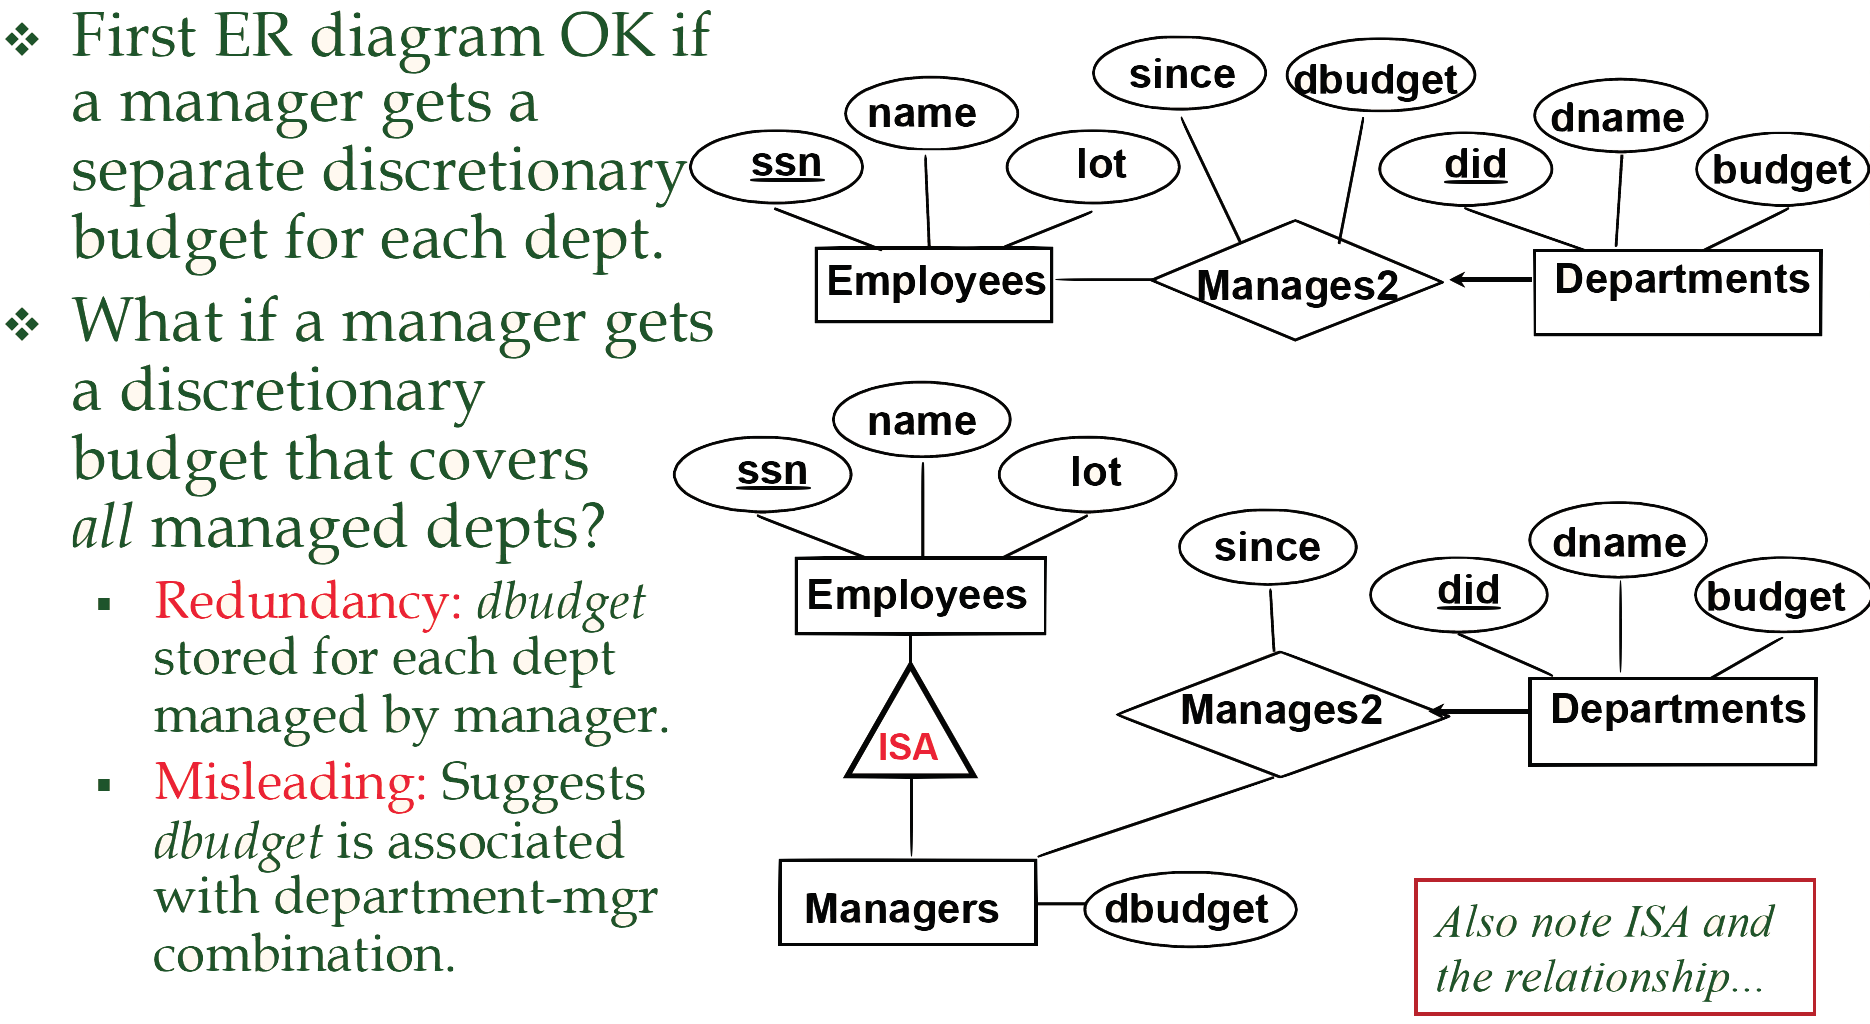 ❖ First ER diagram OK if
a manager gets a
separate discretionary
budget for each dept.
❖ What if a manager gets
a discretionary
budget that covers
all managed depts?
▪ Redundancy: dbudget
stored for each dept
managed by manager.
▪ Misleading: Suggests
dbudget is associated
with department-mgr
combination.
since
dbudget
name
dname
ssn
lot
did
budget
Employees
Manages2
Departments
name
ssn
lot
since
dname
did
budget
Employees
Manages2
Departments
ISA
Managers
dbudget
Also note ISA and
the relationship...